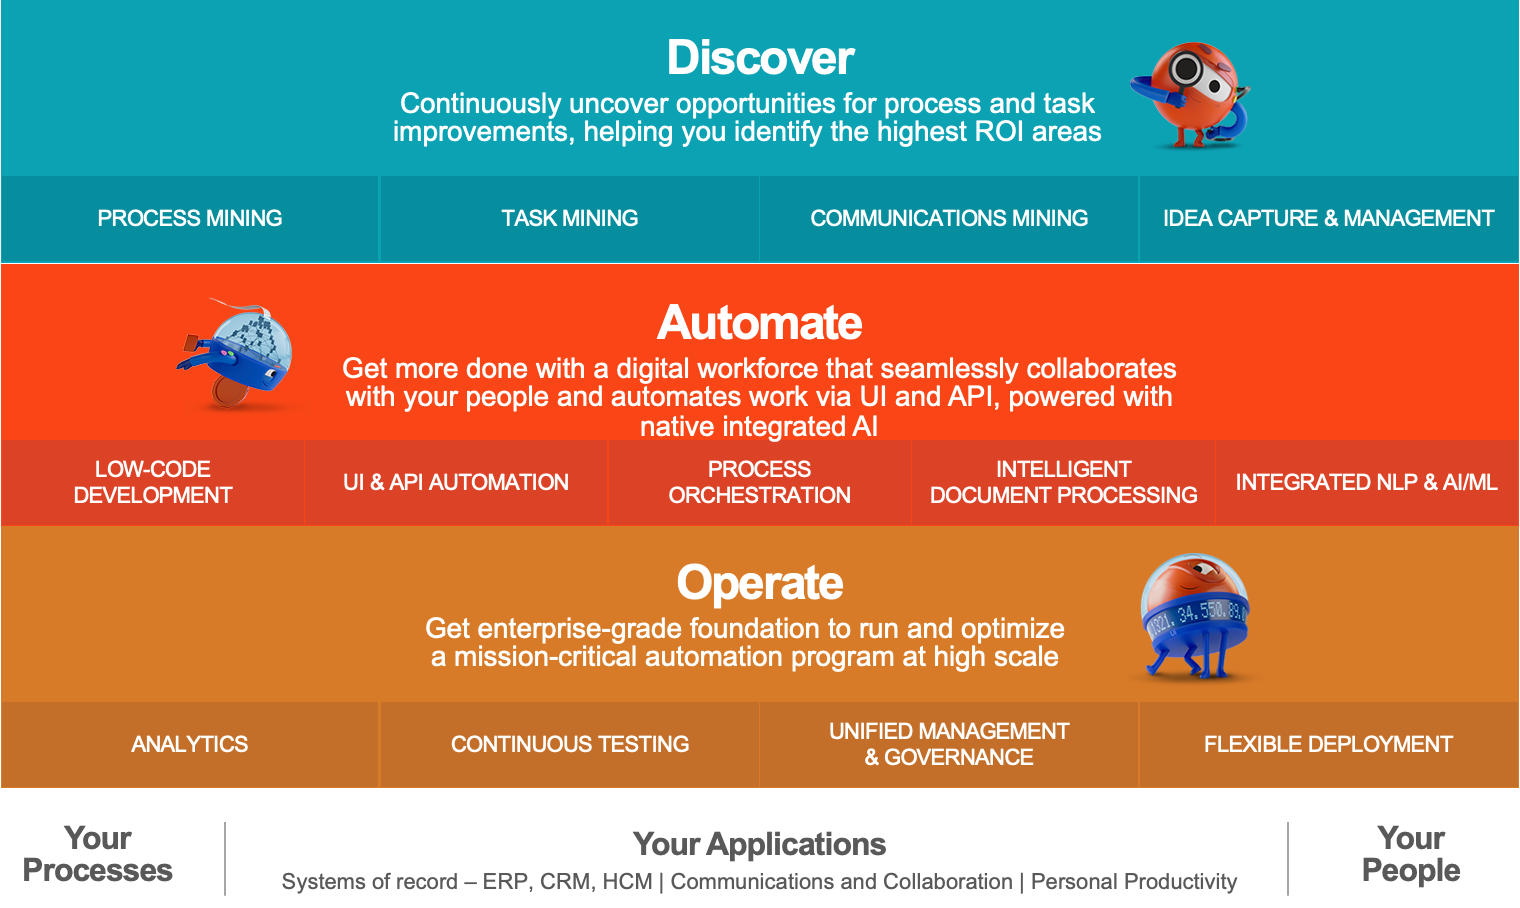 Discover
Continuously uncover opportunities for process and task
improvements, helping you identify the highest ROI areas
PROCESS MINING
TASK MINING
COMMUNICATIONS MINING
IDEA CAPTURE & MANAGEMENT
Automate
Get more done with a digital workforce that seamlessly collaborates
with your people and automates work via UI and API, powered with
native integrated AI
LOW-CODE
DEVELOPMENT
UI & API AUTOMATION
PROCESS
ORCHESTRATION
INTELLIGENT
DOCUMENT PROCESSING
INTEGRATED NLP & AI/ML
Operate
Get enterprise-grade foundation to run and optimize
a mission-critical automation program at high scale
ANALYTICS
CONTINUOUS TESTING
UNIFIED MANAGEMENT
& GOVERNANCE
FLEXIBLE DEPLOYMENT
Your
Processes
Your Applications
Systems of record – ERP, CRM, HCM | Communications and Collaboration | Personal Productivity
Your
People